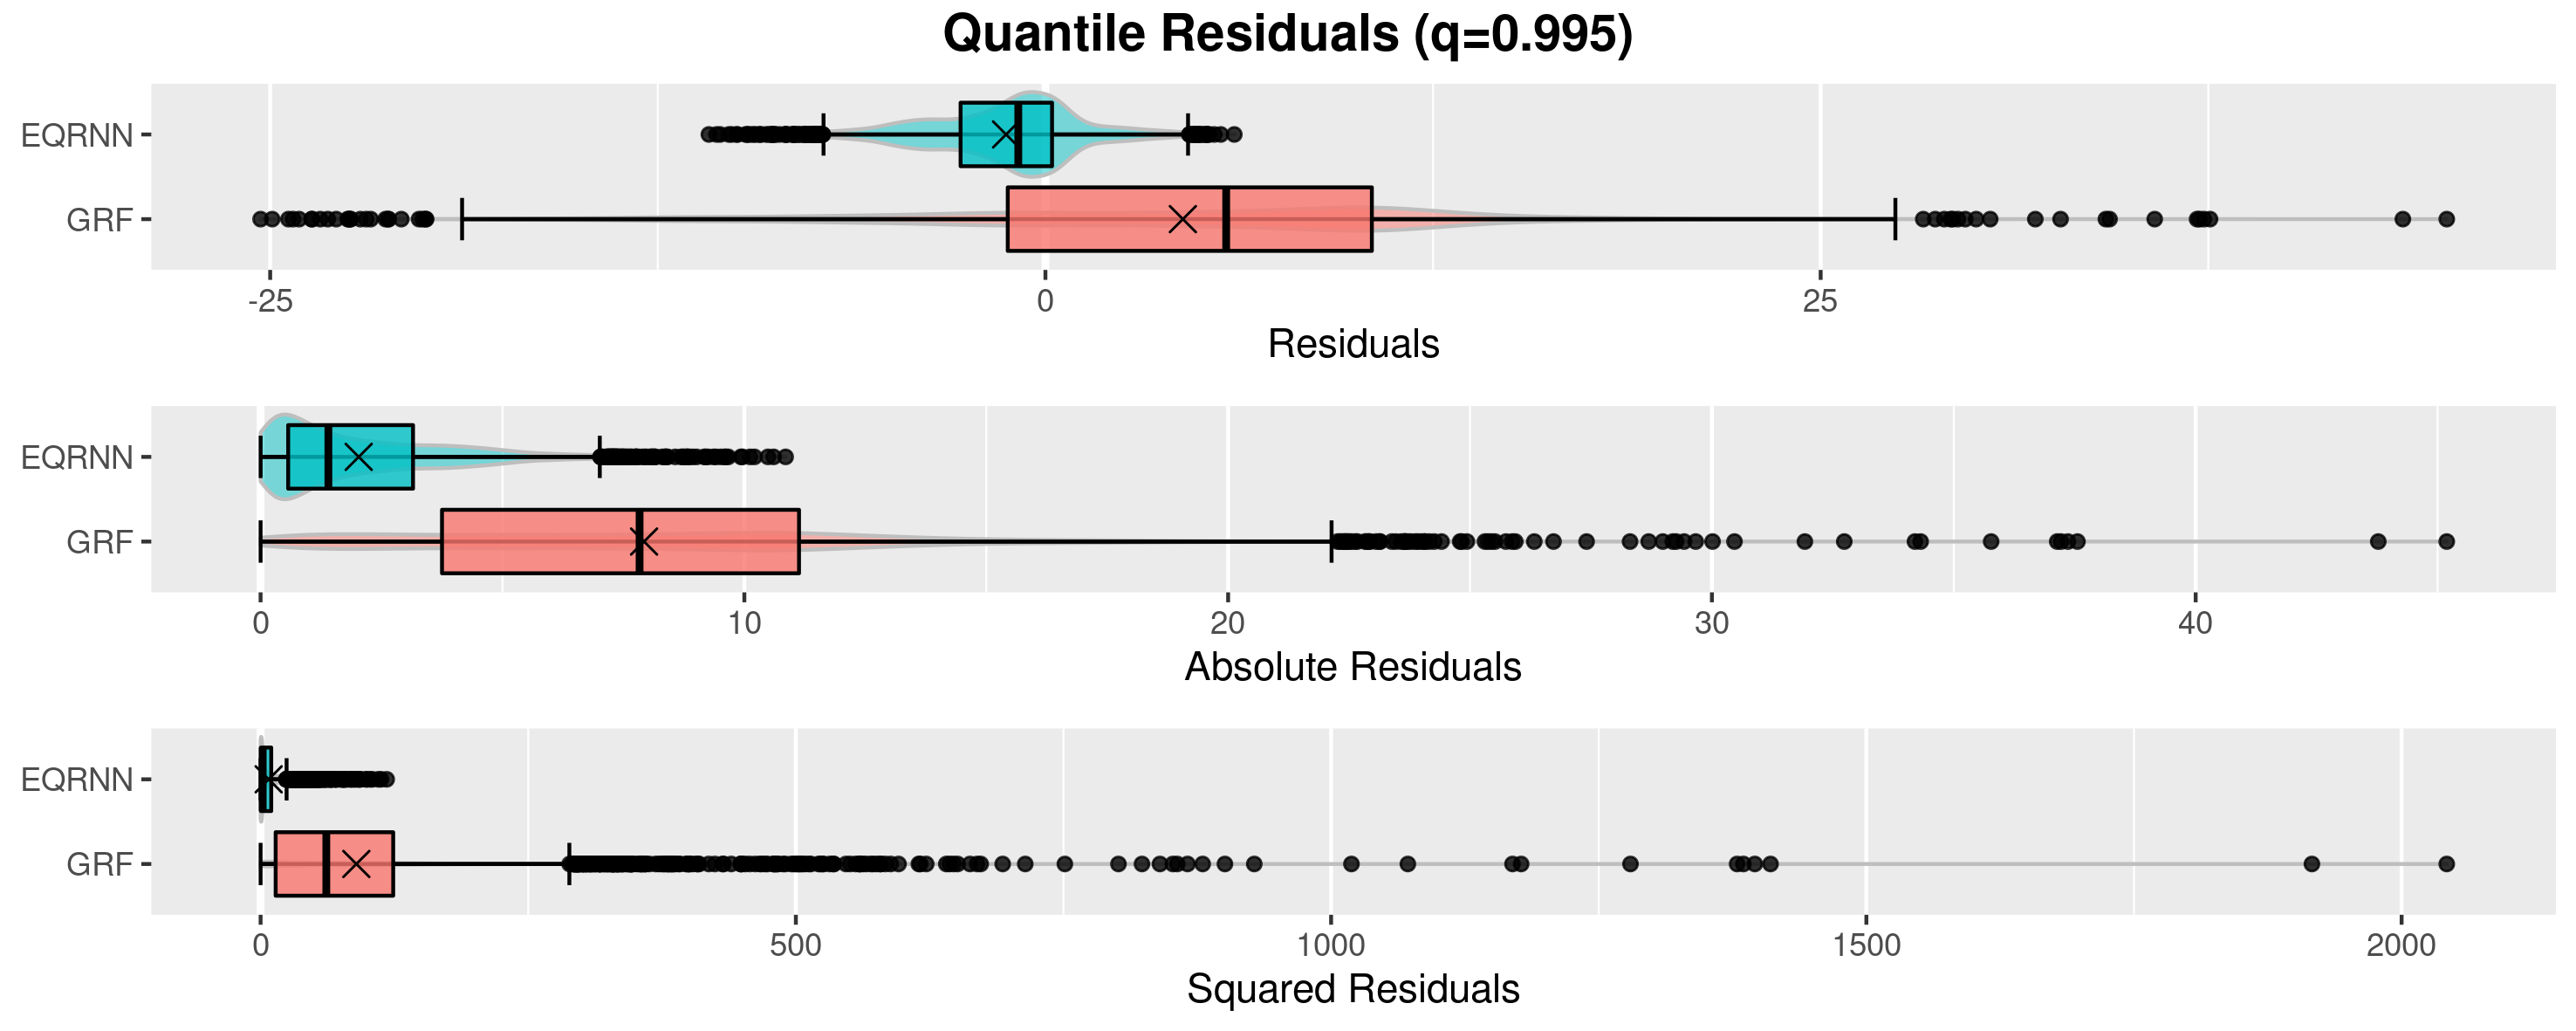 Quantile Residuals (q=0.995)
EQRNN
GRF
-25 0 25
Residuals
EQRNN
GRF
0 10 20 30 40
Absolute Residuals
EQRNN
GRF
0 500 1000 1500 2000
Squared Residuals